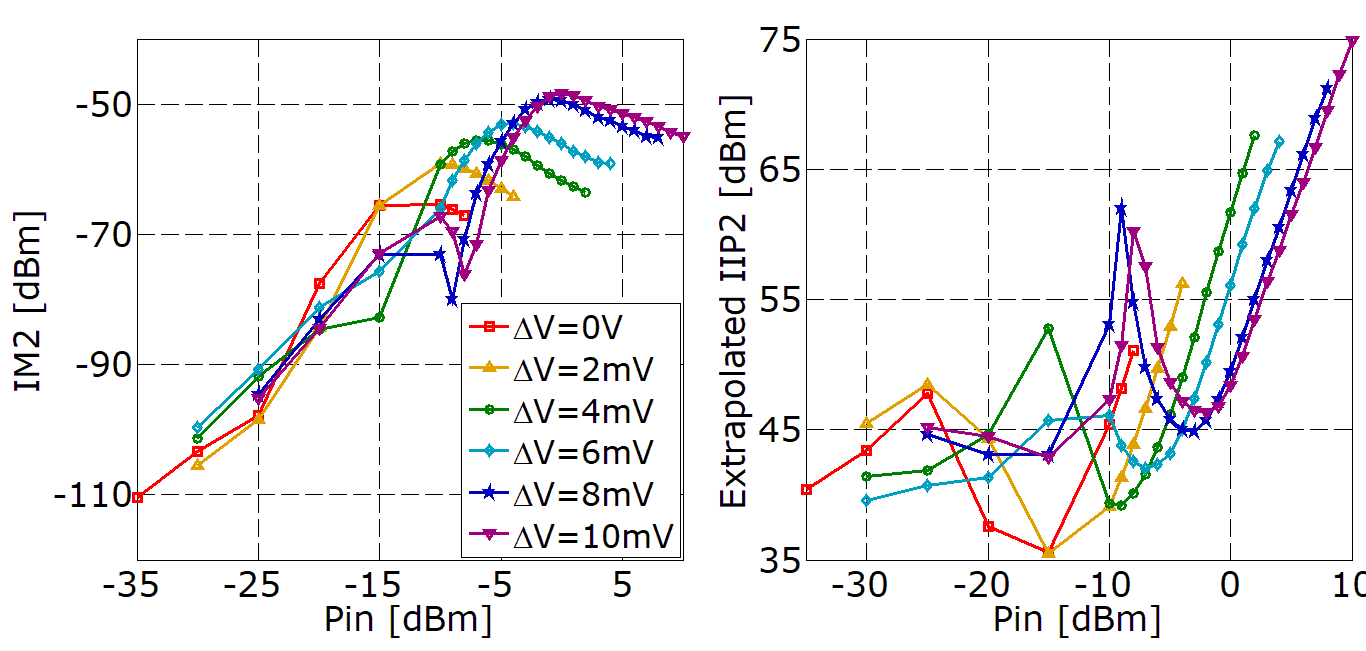 IM2 [dBm]
-50
-70
-90
-110
-35
-25
-15
-5
5
Pin [dBm]
ΔV=0V
ΔV=2mV
ΔV=4mV
ΔV=6mV
ΔV=8mV
ΔV=10mV
Extrapolated IIP2 [dBm]
75
65
55
45
35
-30
-20
-10
0
10
Pin [dBm]